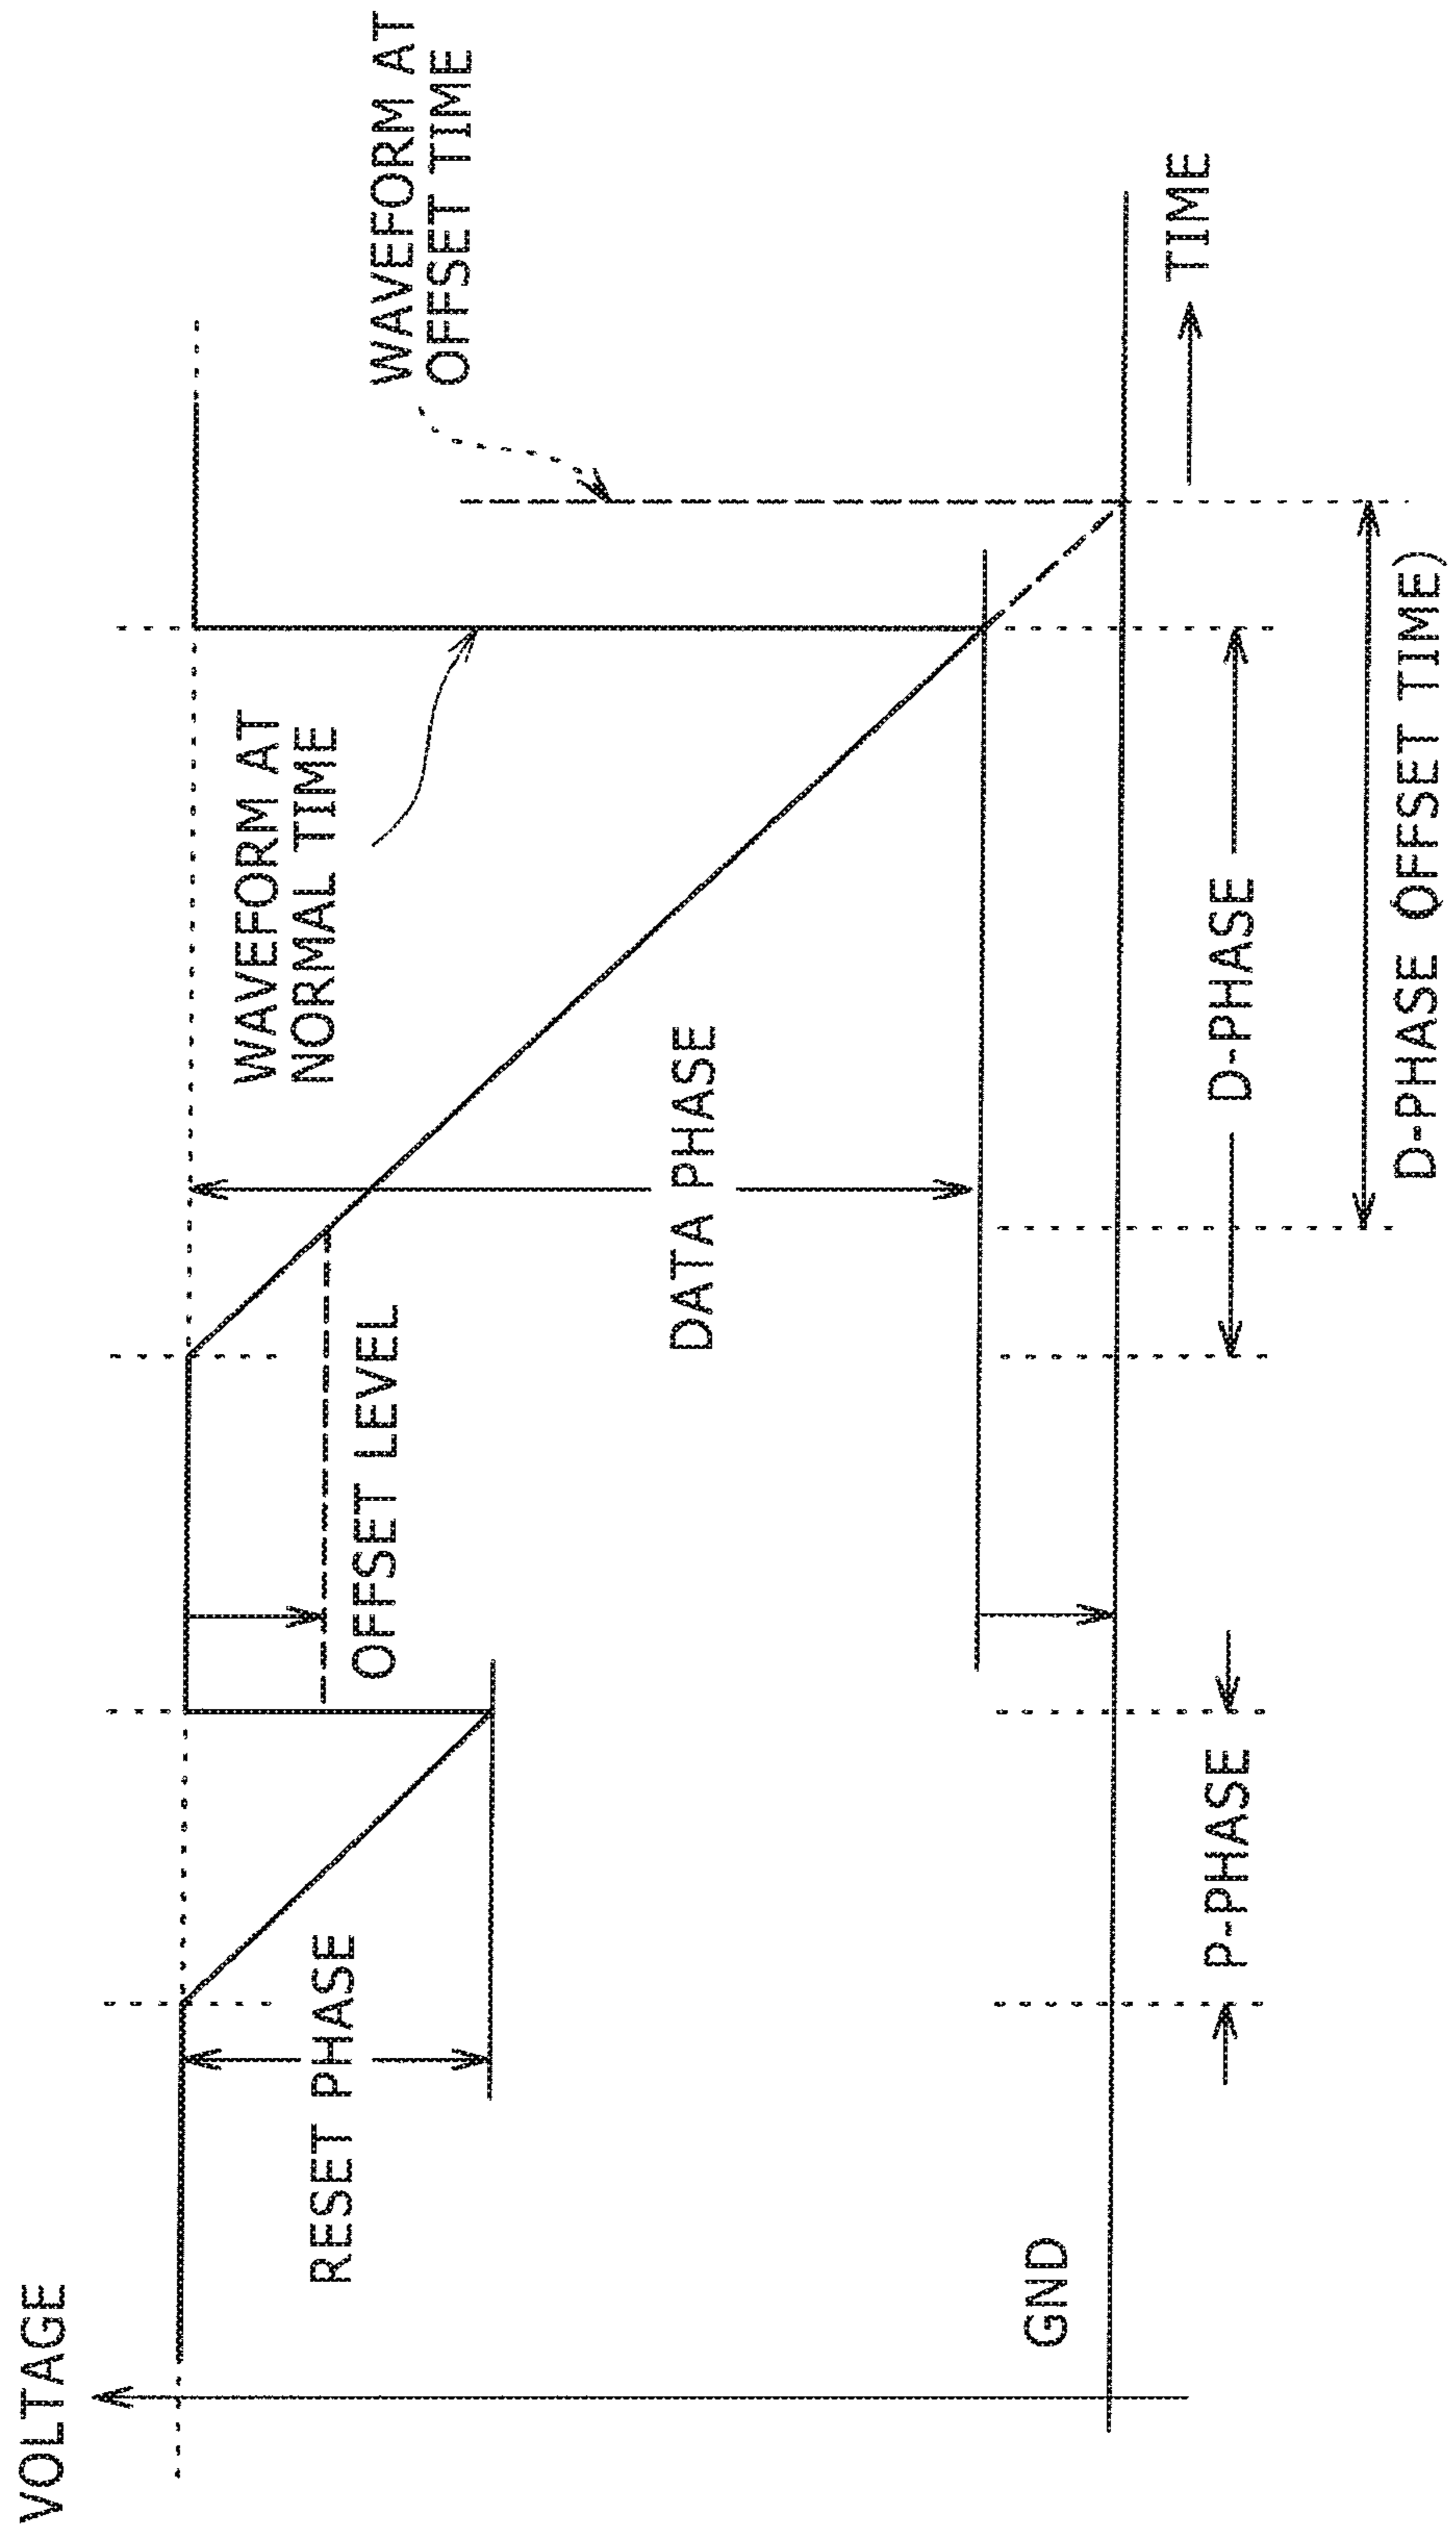 VOLTAGE
RESET PHASE
OFFSET LEVEL
WAVEFORM AT
NORMAL TIME
WAVEFORM AT
OFFSET TIME
DATA PHASE
GND
TIME
P-PHASE
D-PHASE
D-PHASE OFFSET TIME)